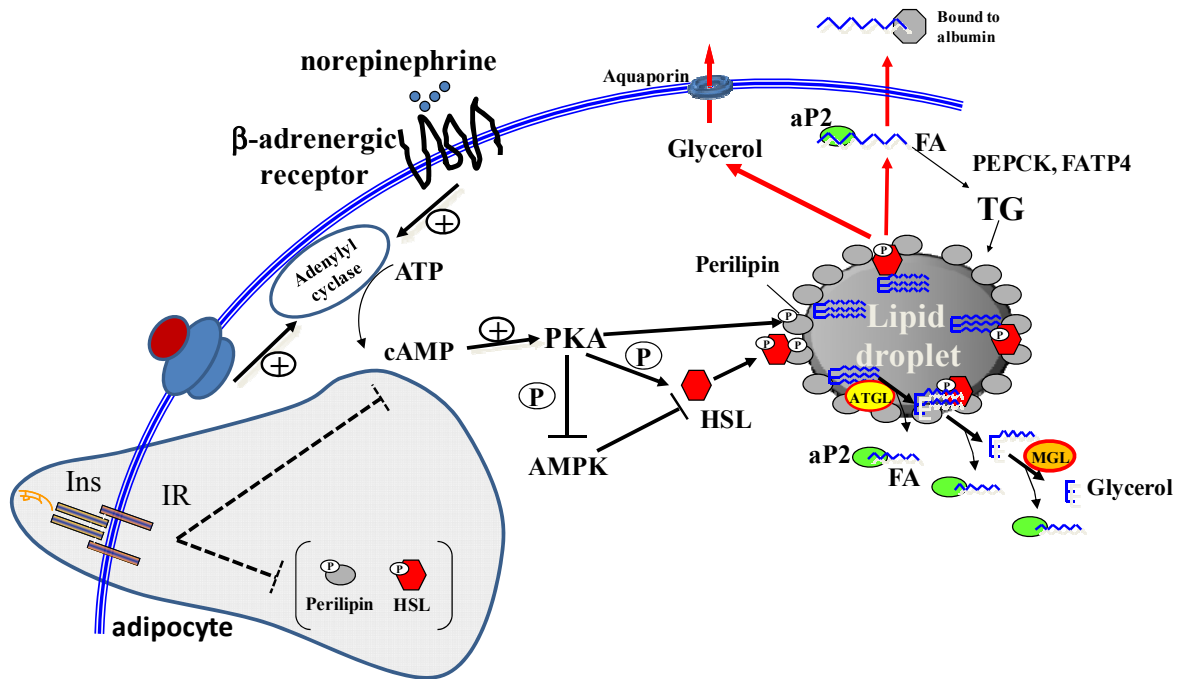 Bound to
albumin
norepinephrine
Aquaporin
aP2
FA
β-adrenergic
receptor
Glycerol
PEPCK, FATP4
TG
Adenylyl
cyclase
ATP
+
Perilipin
P
P
Lipid
droplet
+
+
cAMP
PKA
P
P
P
P
P
HSL
ATGL
P
AMPK
aP2
FA
MGL
Glycerol
Ins
IR
P
Perilipin
P
HSL
adipocyte